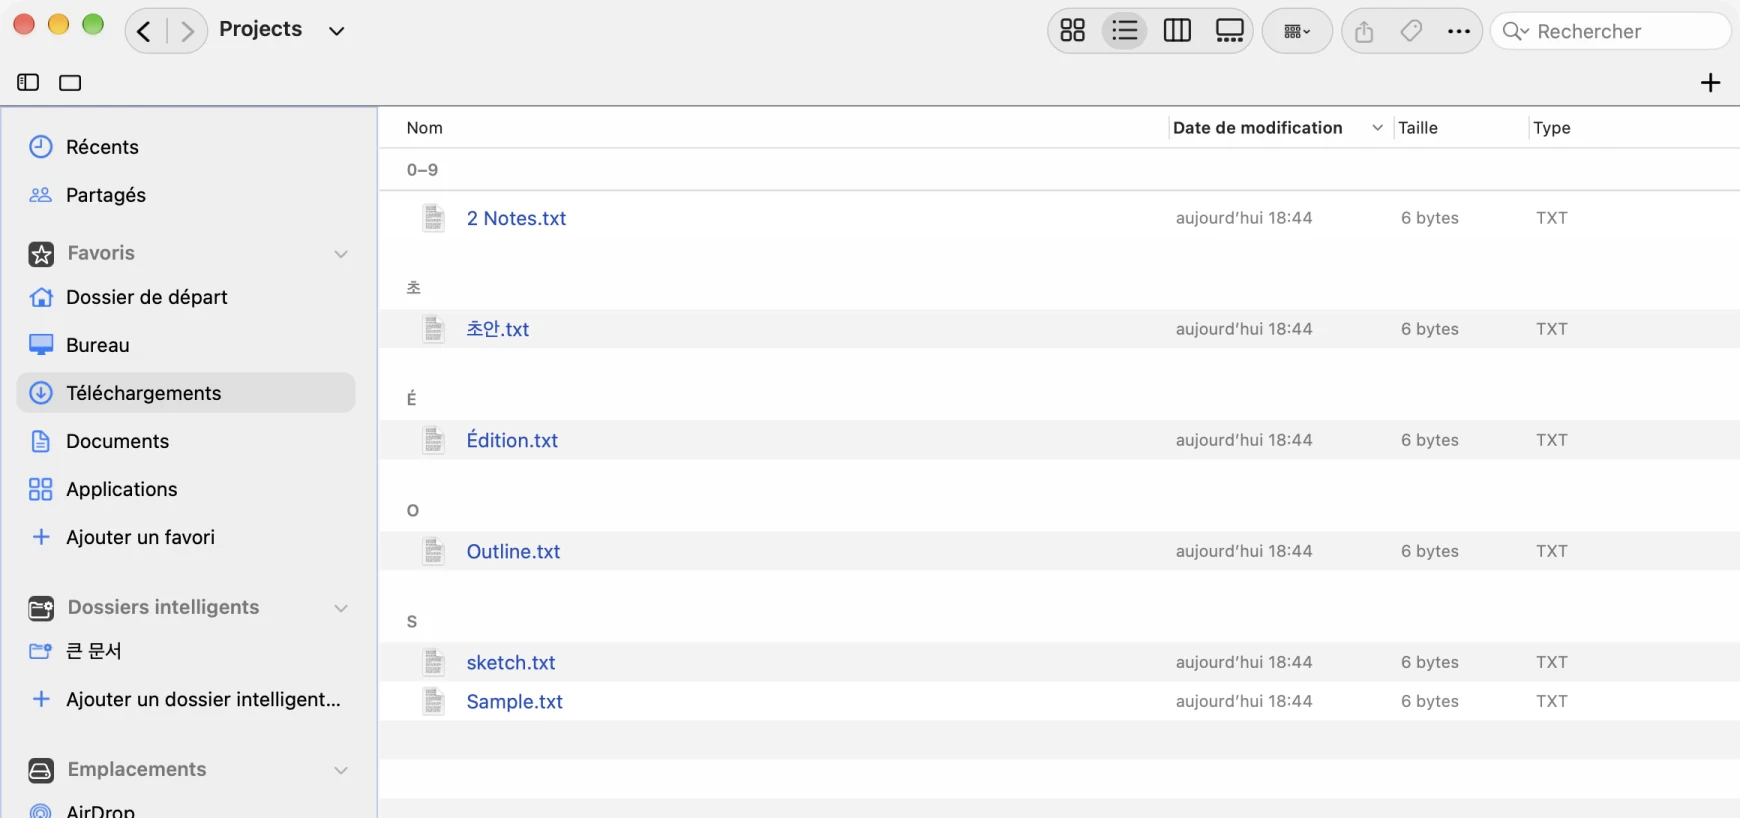 Projects
Rechercher
Récents
Partagés
Favoris
Dossier de départ
Bureau
Téléchargements
Documents
Applications
Ajouter un favori
Dossiers intelligents
큰 문서
Ajouter un dossier intelligent...
Emplacements
AirDrop
Nom Date de modification Taille Type
0–9
2 Notes.txt aujourd’hui 18:44 6 bytes TXT
초
초안.txt aujourd’hui 18:44 6 bytes TXT
É
Édition.txt aujourd’hui 18:44 6 bytes TXT
O
Outline.txt aujourd’hui 18:44 6 bytes TXT
S
sketch.txt aujourd’hui 18:44 6 bytes TXT
Sample.txt aujourd’hui 18:44 6 bytes TXT